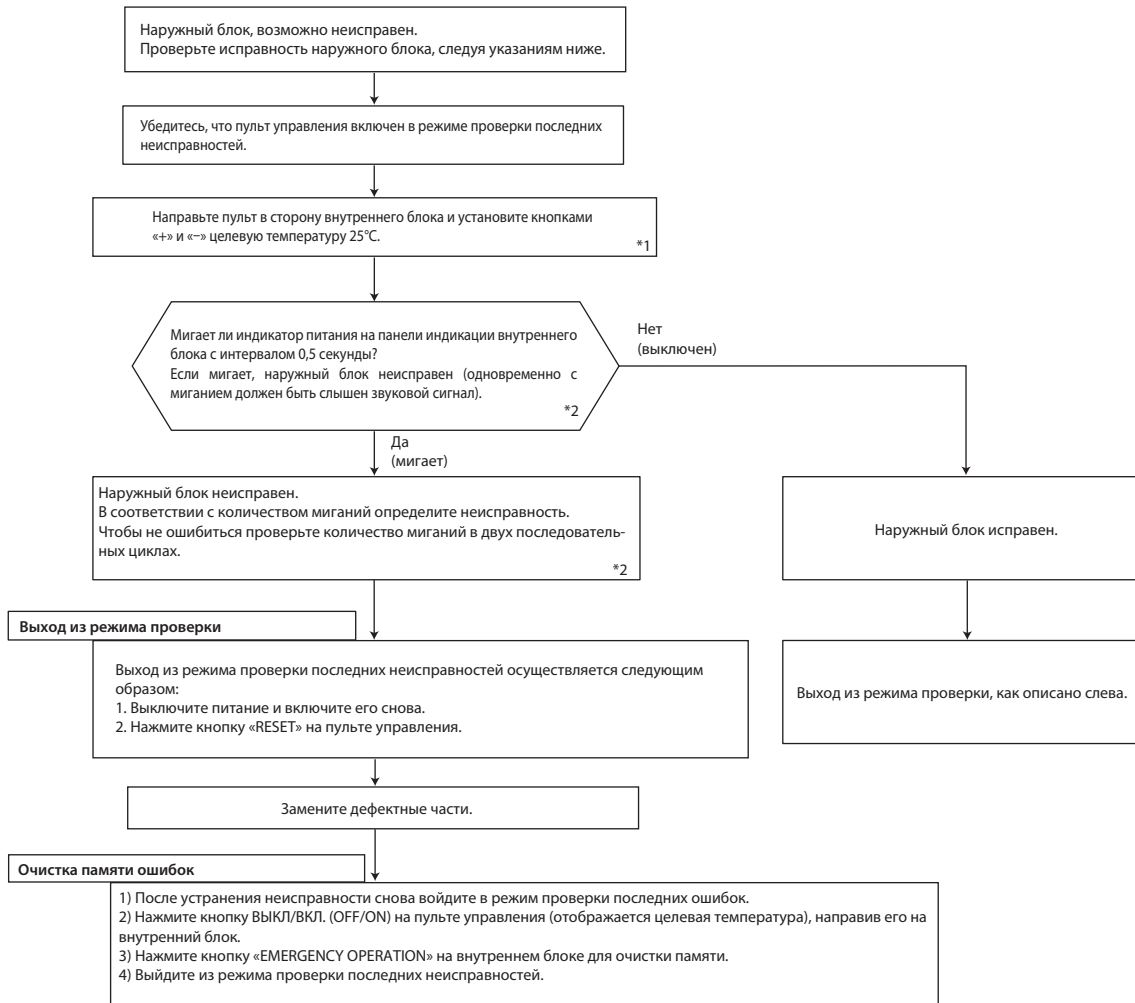 Наружный блок, возможно неисправен.
Проверьте исправность наружного блока, следуя указаниям ниже.
Убедитесь, что пульт управления включен в режиме проверки последних
неисправностей.
Направьте пульт в сторону внутреннего блока и установите кнопками
«+» и «−» целевую температуру 25°C.
*1
Мигает ли индикатор питания на панели индикации внутреннего
блока с интервалом 0,5 секунды?
Если мигает, наружный блок неисправен (одновременно с
миганием должен быть слышен звуковой сигнал).
*2
Нет
(выключен)
Да
(мигает)
Наружный блок неисправен.
В соответствии с количеством миганий определите неисправность.
Чтобы не ошибиться проверьте количество миганий в двух последователь-
ных циклах.
*2
Наружный блок исправен.
Выход из режима проверки
Выход из режима проверки последних неисправностей осуществляется следующим
образом:
1. Выключите питание и включите его снова.
2. Нажмите кнопку «RESET» на пульте управления.
Выход из режима проверки, как описано слева.
Замените дефектные части.
Очистка памяти ошибок
1) После устранения неисправности снова войдите в режим проверки последних ошибок.
2) Нажмите кнопку ВЫКЛ/ВКЛ. (OFF/ON) на пульте управления (отображается целевая температура), направив его на
внутренний блок.
3) Нажмите кнопку «EMERGENCY OPERATION» на внутреннем блоке для очистки памяти.
4) Выйдите из режима проверки последних неисправностей.